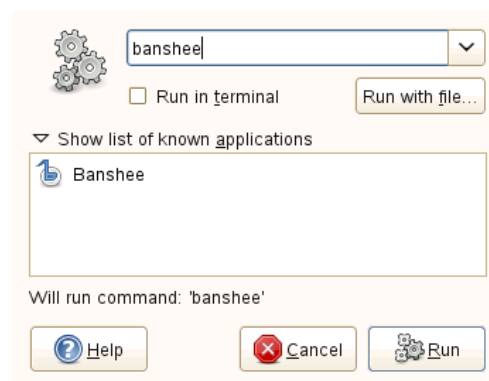 banshee
Run in terminal
Run with file...
Show list of known applications
Banshee
Will run command: 'banshee'
Help
Cancel
Run